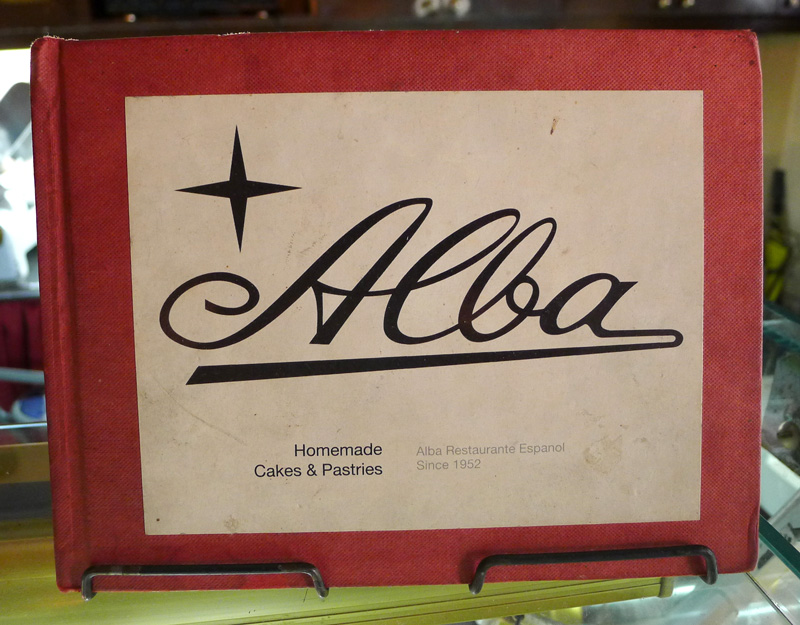 Alba
Homemade
Cakes & Pastries
Alba Restaurante Espanol
Since 1952